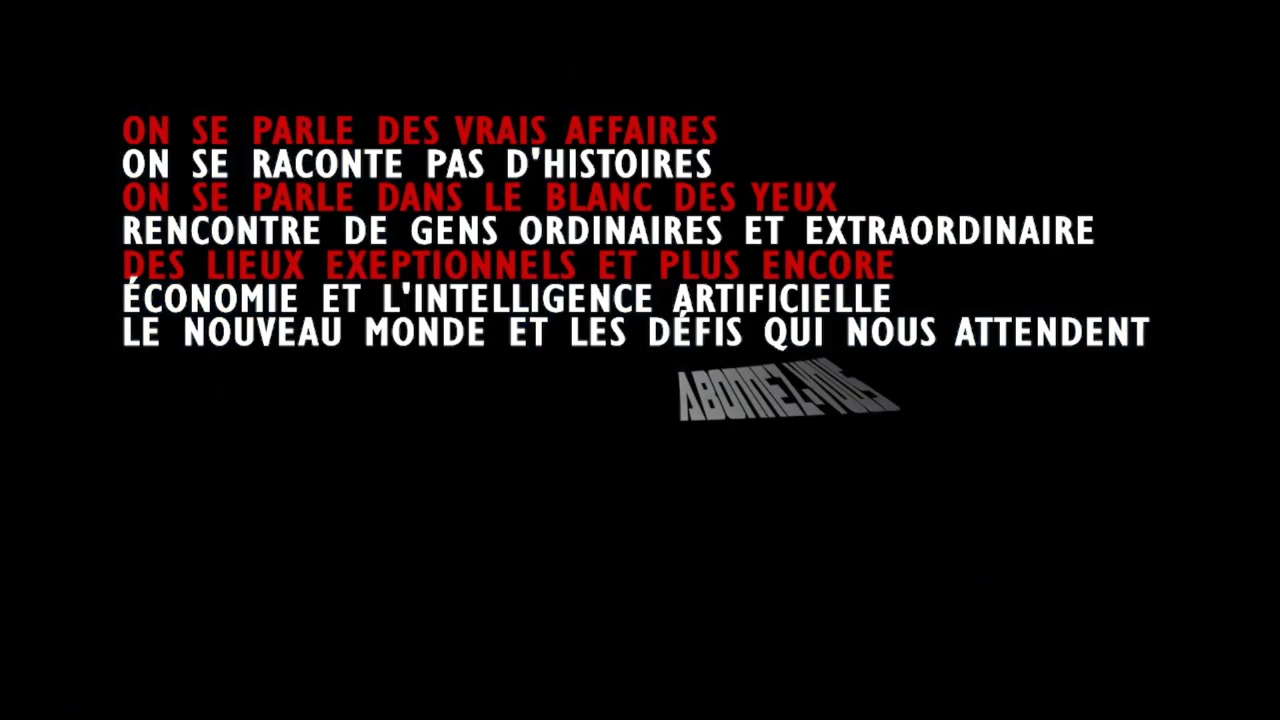 ON SE PARLE DES VRAIS AFFAIRES
ON SE RACONTE PAS D'HISTOIRES
ON SE PARLE DANS LE BLANC DES YEUX
RENCONTRE DE GENS ORDINAIRES ET EXTRAORDINAIRE
DES LIEUX EXEPTIONNELS ET PLUS ENCORE
ÉCONOMIE ET L'INTELLIGENCE ARTIFICIELLE
LE NOUVEAU MONDE ET LES DÉFIS QUI NOUS ATTENDENT
ABONNEZ-VOUS